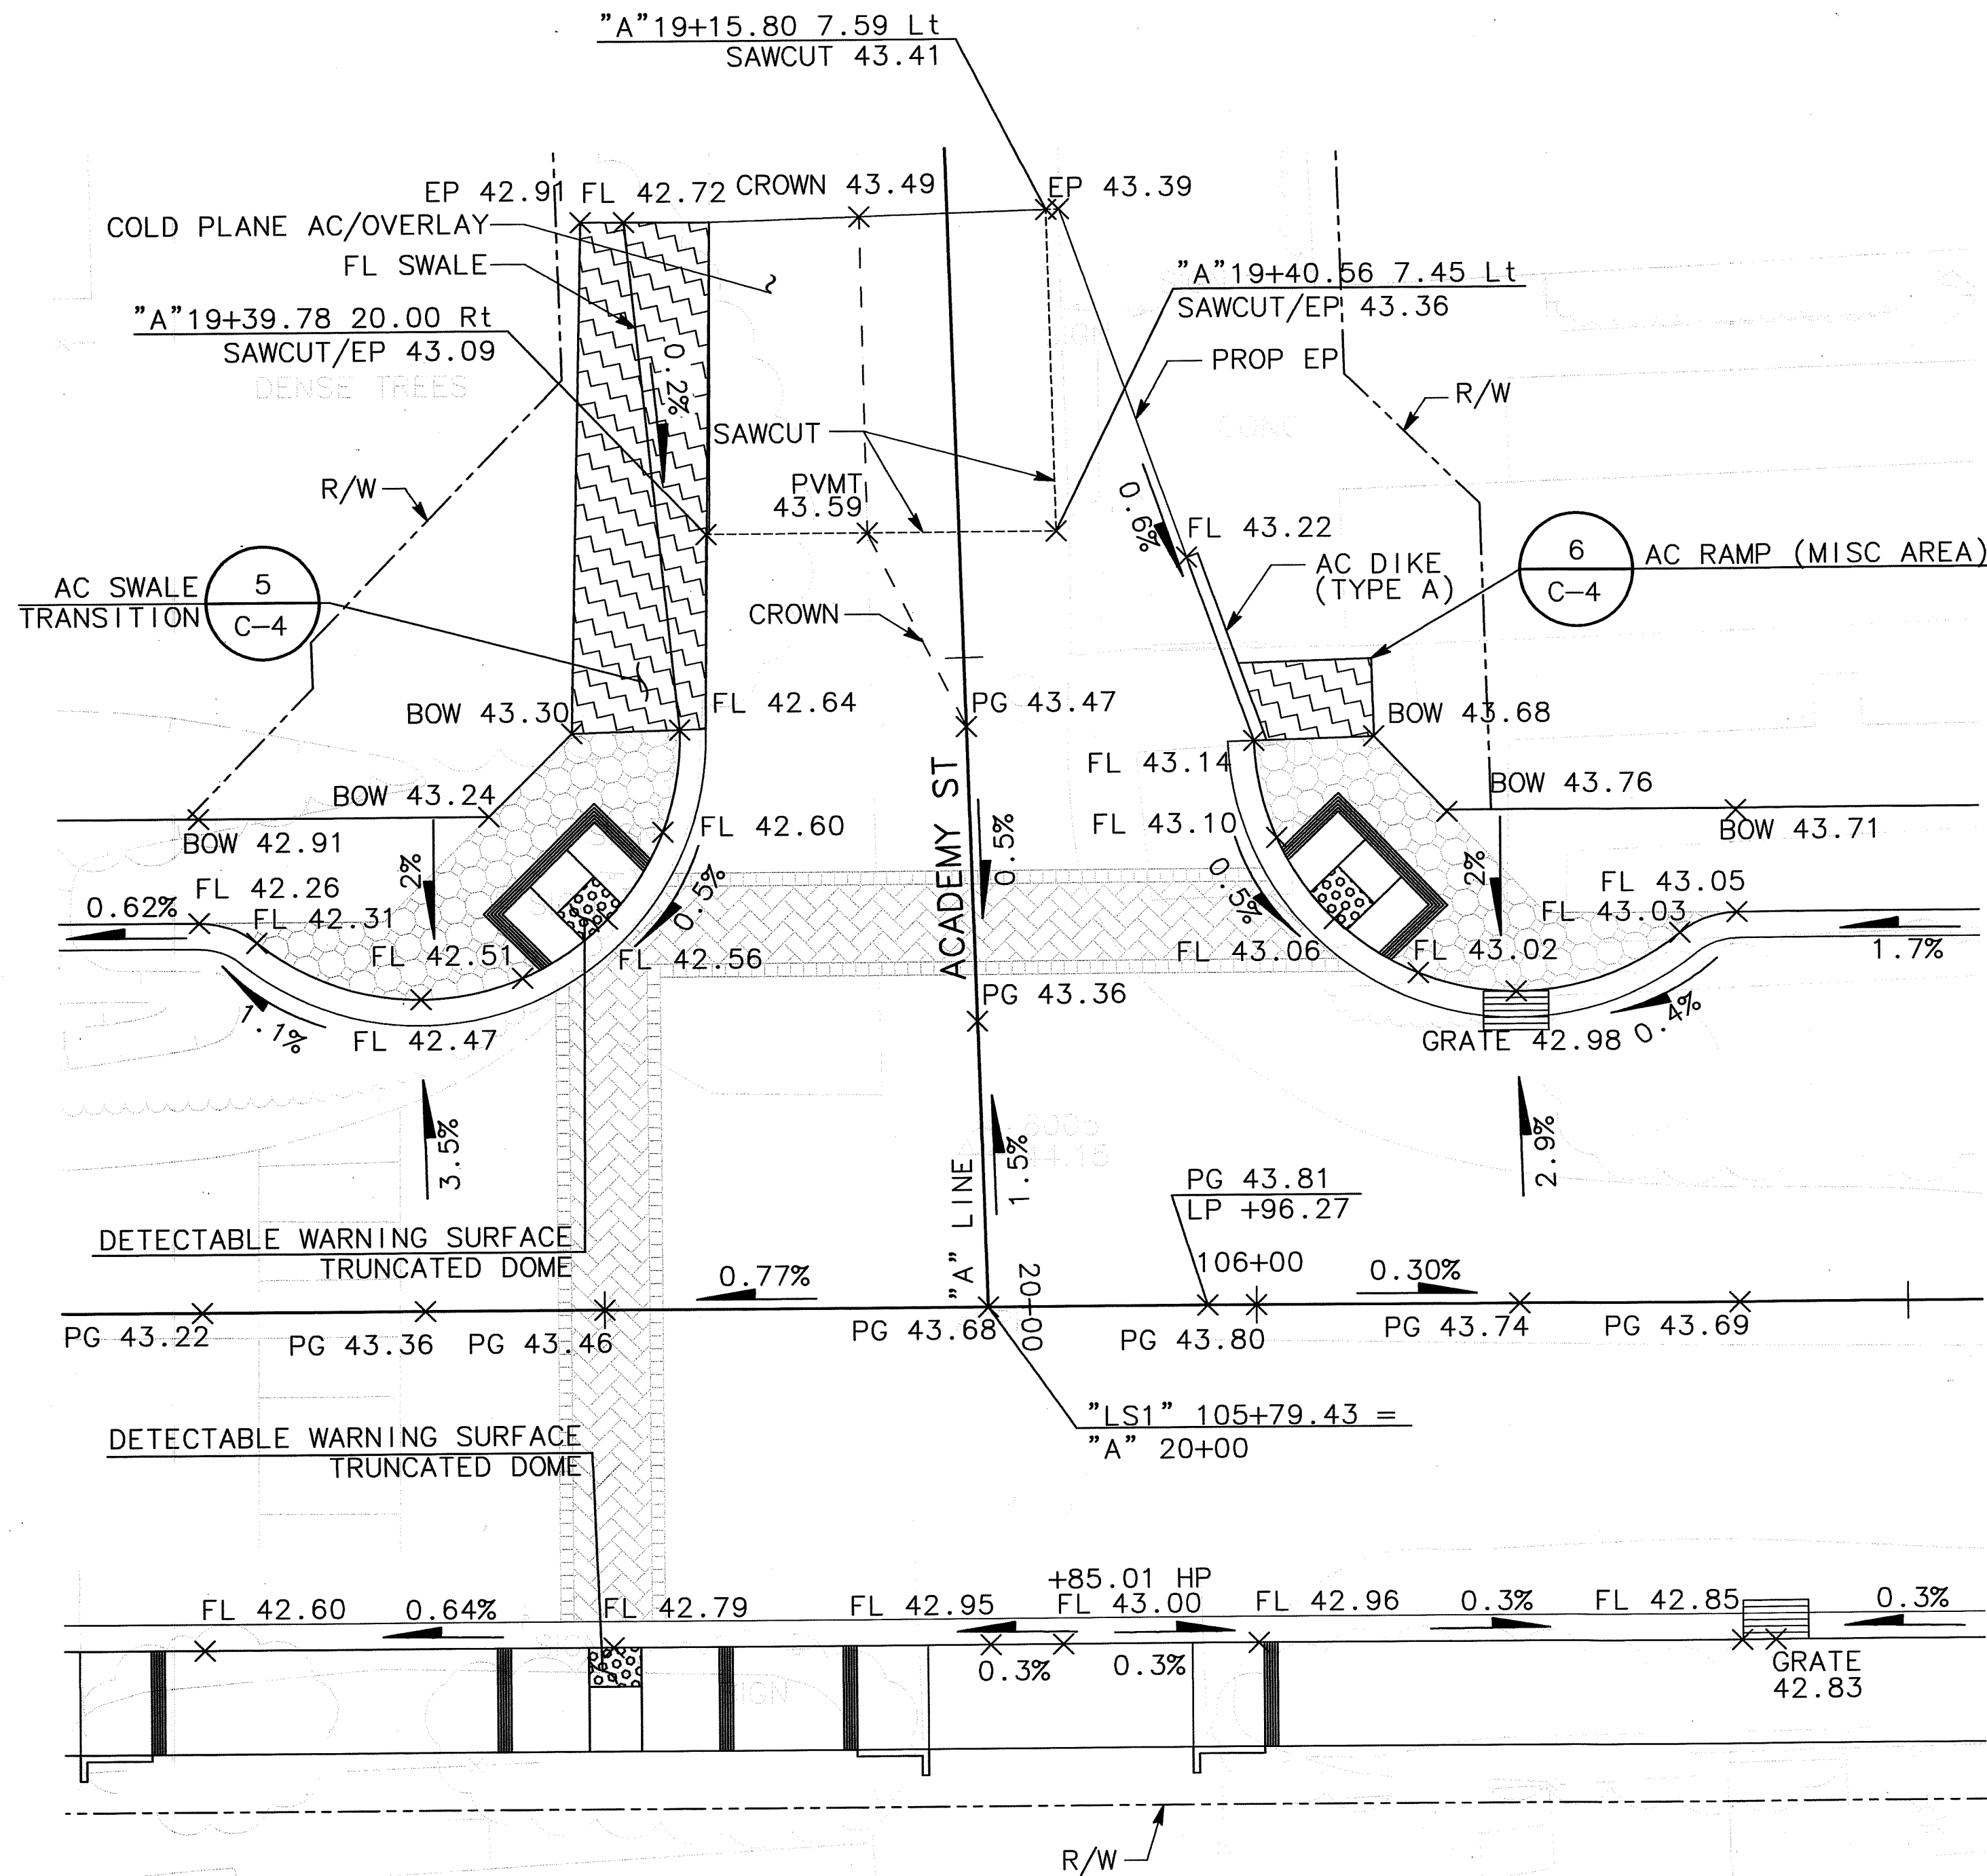 "A"19+15.80 7.59 Lt
SAWCUT 43.41
EP 42.91
FL 42.72
CROWN 43.49
EP 43.39
COLD PLANE AC/OVERLAY
FL SWALE
"A"19+39.78 20.00 Rt
SAWCUT/EP 43.09
DENSE TREES
"A"19+40.56 7.45 Lt
SAWCUT/EP 43.36
PROP EP
R/W
CONC
0.2%
SAWCUT
R/W
PVMT
43.59
0.6%
FL 43.22
AC DIKE
(TYPE A)
6
C-4
AC RAMP (MISC AREA)
AC SWALE
TRANSITION
5
C-4
CROWN
BOW 43.30
FL 42.64
PG 43.47
BOW 43.68
FL 43.14
ACADEMY ST
BOW 43.24
BOW 43.76
BOW 42.91
FL 42.60
FL 43.10
BOW 43.71
2%
0.5%
0.5%
0.5%
2%
FL 42.26
FL 43.05
0.62%
FL 42.31
FL 43.03
FL 42.51
FL 42.56
FL 43.06
FL 43.02
1.7%
PG 43.36
1.1%
FL 42.47
GRATE 42.98
0.4%
3.5%
1.5%
2.9%
"A" LINE
PG 43.81
LP +96.27
DETECTABLE WARNING SURFACE
TRUNCATED DOME
0.77%
20+00
106+00
0.30%
PG 43.22
PG 43.36
PG 43.46
PG 43.68
PG 43.80
PG 43.74
PG 43.69
"LS1" 105+79.43 =
"A" 20+00
DETECTABLE WARNING SURFACE
TRUNCATED DOME
+85.01 HP
FL 42.60
0.64%
FL 42.79
FL 42.95
FL 43.00
FL 42.96
0.3%
FL 42.85
0.3%
0.3%
0.3%
GRATE
42.83
SIGN
R/W